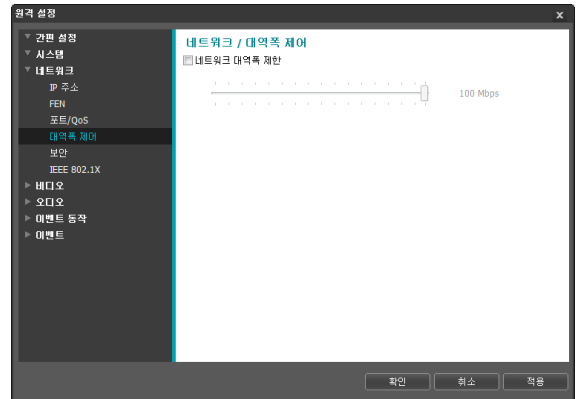 원격 설정
x
간편 설정
시스템
네트워크
IP 주소
FEN
포트/QoS
대역폭 제어
보안
IEEE 802.1X
비디오
오디오
이벤트 동작
이벤트
네트워크 / 대역폭 제어
네트워크 대역폭 제한
100 Mbps
확인
취소
적용